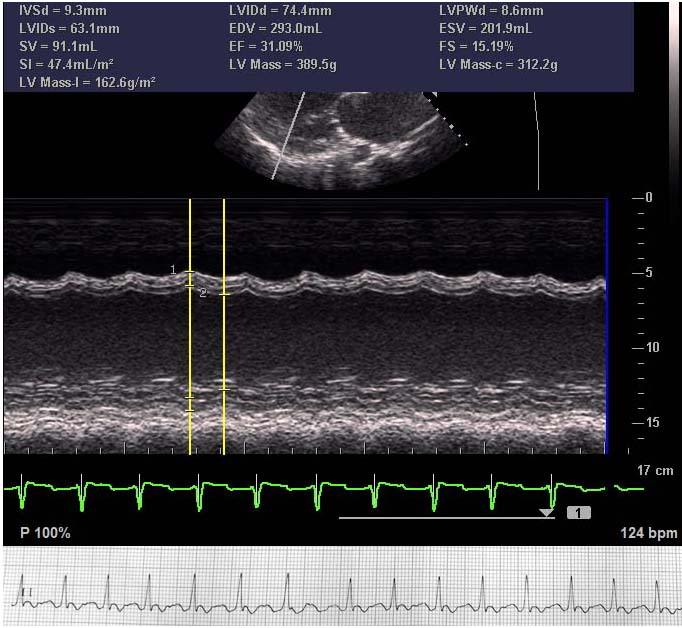 IVSd = 9.3mm LVIDd = 74.4mm LVPWd = 8.6mm
LVIDs = 63.1mm EDV = 293.0mL ESV = 201.9mL
SV = 91.1mL EF = 31.09% FS = 15.19%
SI = 47.4mL/m² LV Mass = 389.5g LV Mass-c = 312.2g
LV Mass-I = 162.6g/m²
0
1
5
2
10
15
17 cm
1
P 100%
124 bpm